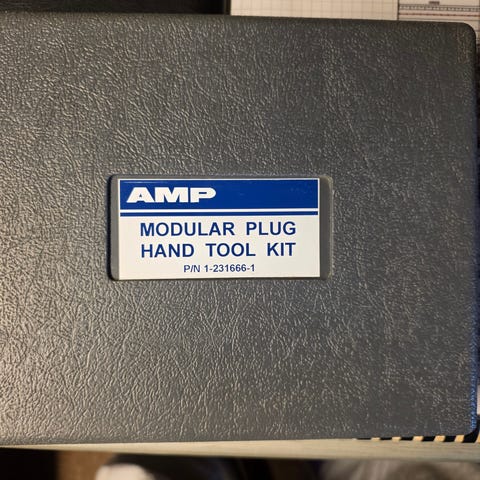 AMP
MODULAR PLUG
HAND TOOL KIT
P/N 1-231666-1